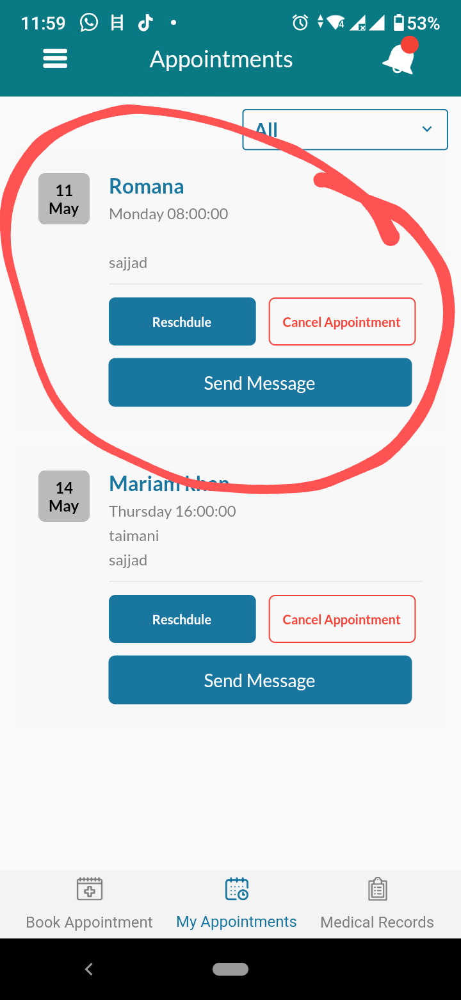 11:59
4
53%
Appointments
All
11
May
Romana
Monday 08:00:00
sajjad
Reschdule
Cancel Appointment
Send Message
14
May
Mariam khan
Thursday 16:00:00
taimani
sajjad
Reschdule
Cancel Appointment
Send Message
Book Appointment
My Appointments
Medical Records